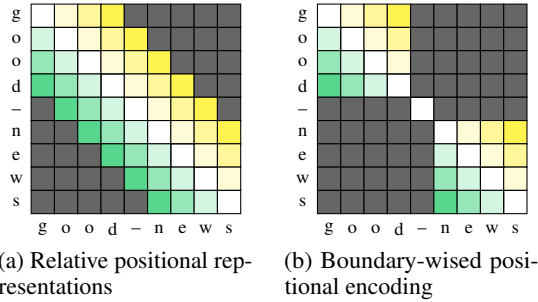 g
o
o
d
–
n
e
w
s
g o o d – n e w s
g
o
o
d
–
n
e
w
s
g o o d – n e w s
(a) Relative positional rep-
resentations
(b) Boundary-wised posi-
tional encoding